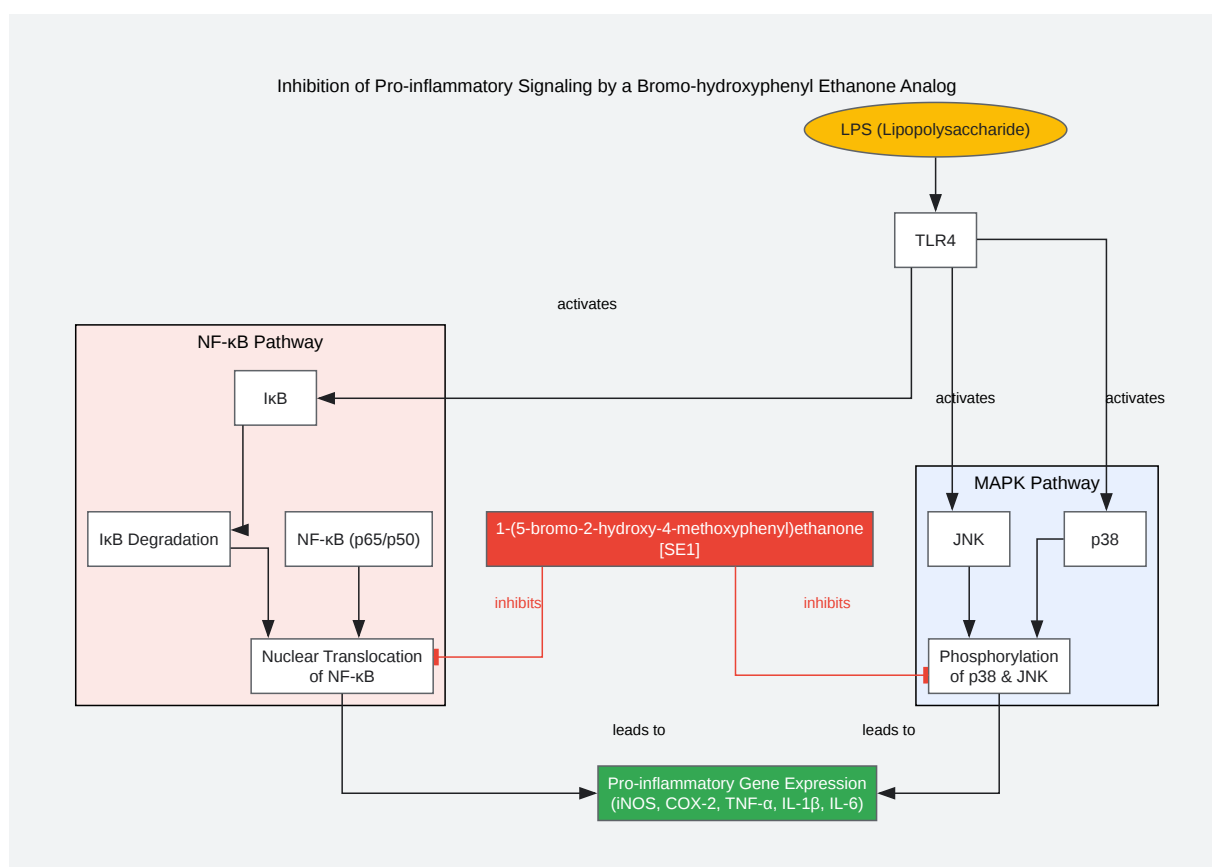 Inhibition of Pro-inflammatory Signaling by a Bromo-hydroxyphenyl Ethanone Analog
LPS (Lipopolysaccharide)
TLR4
activates
NF-κB Pathway
IκB
activates
activates
MAPK Pathway
IκB Degradation
NF-κB (p65/p50)
1-(5-bromo-2-hydroxy-4-methoxyphenyl)ethanone
[SE1]
JNK
p38
inhibits
inhibits
Nuclear Translocation
of NF-κB
Phosphorylation
of p38 & JNK
leads to
leads to
Pro-inflammatory Gene Expression
(iNOS, COX-2, TNF-α, IL-1β, IL-6)